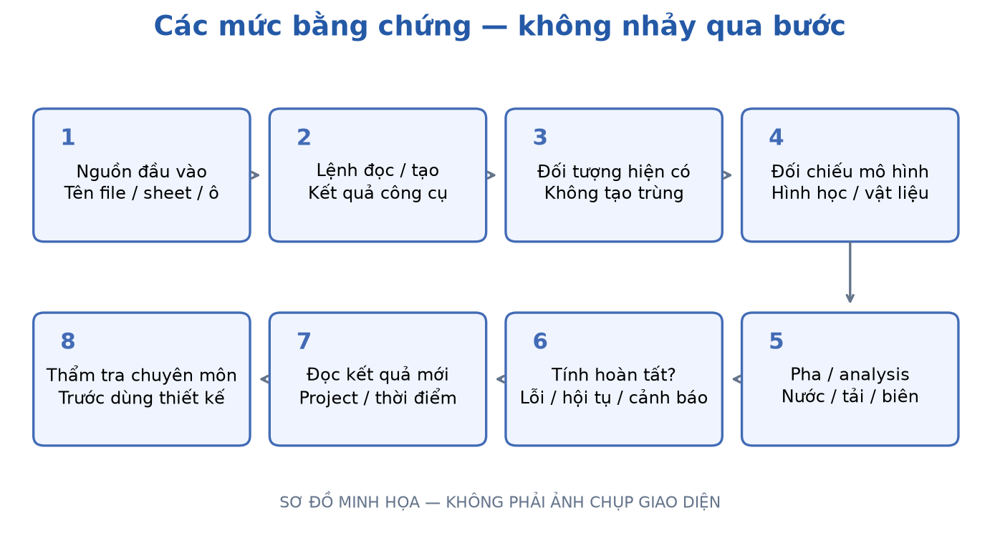 Các mức bằng chứng — không nhảy qua bước
1
Nguồn đầu vào
Tên file / sheet / ô
2
Lệnh đọc / tạo
Kết quả công cụ
3
Đối tượng hiện có
Không tạo trùng
4
Đối chiếu mô hình
Hình học / vật liệu
5
Pha / analysis
Nước / tải / biên
6
Tính hoàn tất?
Lỗi / hội tụ / cảnh báo
7
Đọc kết quả mới
Project / thời điểm
8
Thẩm tra chuyên môn
Trước dùng thiết kế
SƠ ĐỒ MINH HỌA — KHÔNG PHẢI ẢNH CHỤP GIAO DIỆN